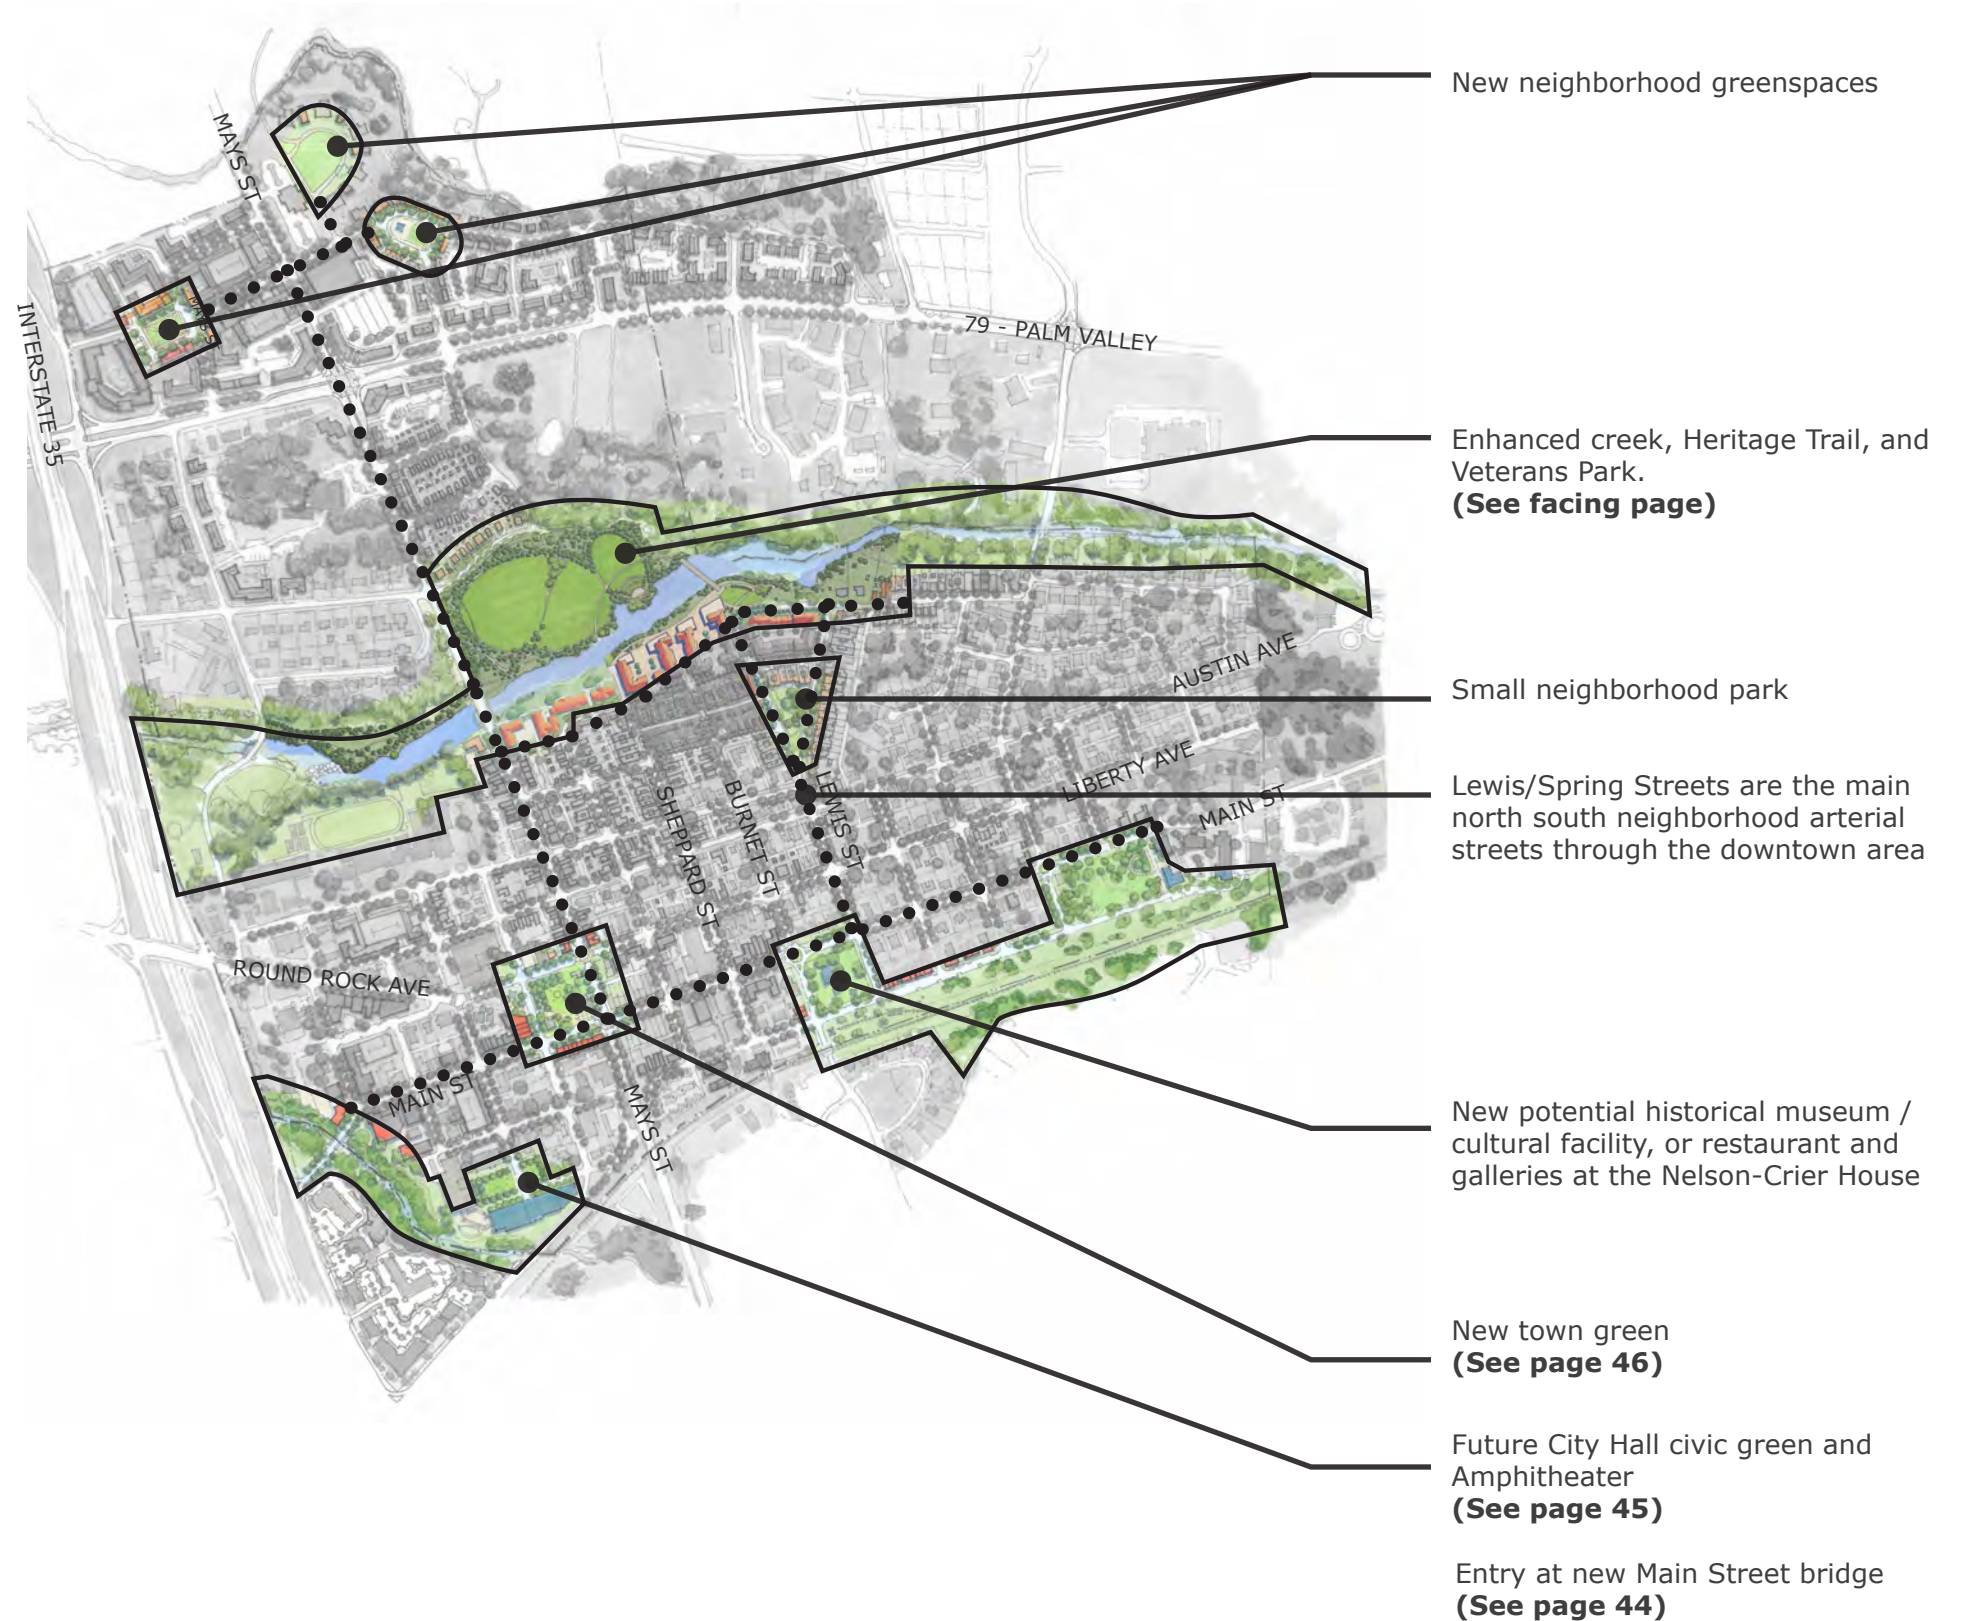 New neighborhood greenspaces
MAYS ST
MAYS S
INTERSTATE 35
79 - PALM VALLEY
Enhanced creek, Heritage Trail, and
Veterans Park.
(See facing page)
AUSTIN AVE
Small neighborhood park
LIBERTY AVE
MAIN ST
SHEPPARD ST
BURNET ST
LEWIS ST
Lewis/Spring Streets are the main
north south neighborhood arterial
streets through the downtown area
ROUND ROCK AVE
MAIN ST
MAYS ST
New potential historical museum /
cultural facility, or restaurant and
galleries at the Nelson-Crier House
New town green
(See page 46)
Future City Hall civic green and
Amphitheater
(See page 45)
Entry at new Main Street bridge
(See page 44)